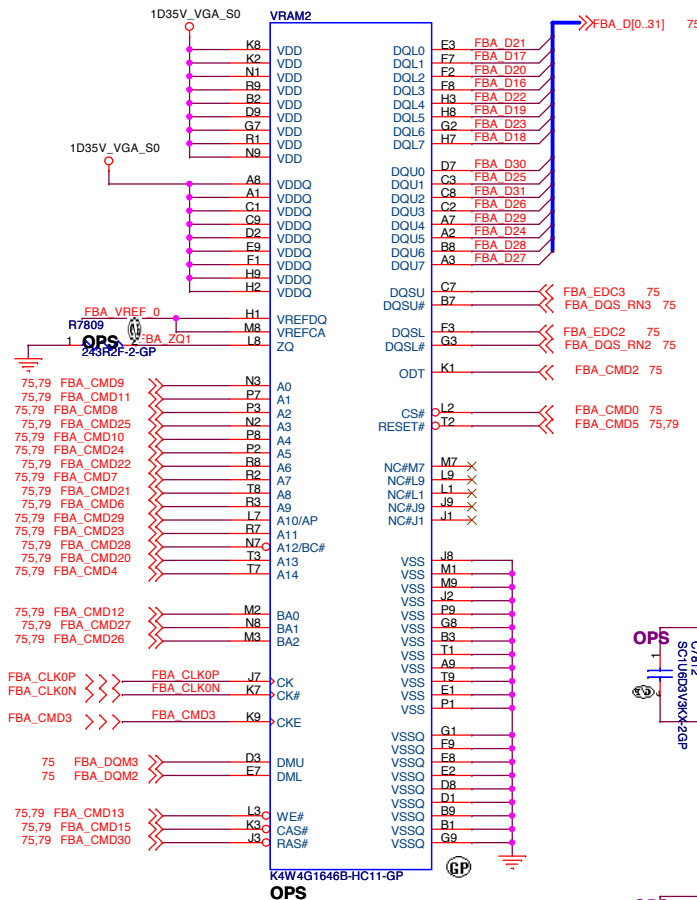 1D35V_VGA_S0 VRAM2
FBA_D[0..31] 75
K8 VDD DQL0 E3 FBA_D21
K2 VDD DQL1 F7 FBA_D17
N1 VDD DQL2 F2 FBA_D20
R9 VDD DQL3 F8 FBA_D16
B2 VDD DQL4 H3 FBA_D22
D9 VDD DQL5 H8 FBA_D19
G7 VDD DQL6 G2 FBA_D23
R1 VDD DQL7 H7 FBA_D18
1D35V_VGA_S0 N9 VDD
DQU0 D7 FBA_D30
A8 VDDQ DQU1 C3 FBA_D25
A1 VDDQ DQU2 C8 FBA_D31
C1 VDDQ DQU3 C2 FBA_D26
C9 VDDQ DQU4 A7 FBA_D29
D2 VDDQ DQU5 A2 FBA_D24
E9 VDDQ DQU6 B8 FBA_D28
F1 VDDQ DQU7 A3 FBA_D27
H9 VDDQ
H2 VDDQ DQSU C7 FBA_EDC3 75
DQSU# B7 FBA_DQS_RN3 75
FBA_VREF_0 H1 VREFDQ
R7809 M8 VREFCA DQSL F3 FBA_EDC2 75
1 OPS 2 FBA_ZQ1 L8 ZQ DQSL# G3 FBA_DQS_RN2 75
243R2F-2-GP
ODT K1 FBA_CMD2 75
75,79 FBA_CMD9 N3 A0
75,79 FBA_CMD11 P7 A1
75,79 FBA_CMD8 P3 A2 CS# L2 FBA_CMD0 75
75,79 FBA_CMD25 N2 A3 RESET# T2 FBA_CMD5 75,79
75,79 FBA_CMD10 P8 A4
75,79 FBA_CMD24 P2 A5
75,79 FBA_CMD22 R8 A6 NC#M7 M7
75,79 FBA_CMD7 R2 A7 NC#L9 L9
75,79 FBA_CMD21 T8 A8 NC#L1 L1
75,79 FBA_CMD6 R3 A9 NC#J9 J9
75,79 FBA_CMD29 L7 A10/AP NC#J1 J1
75,79 FBA_CMD23 R7 A11
75,79 FBA_CMD28 N7 A12/BC#
75,79 FBA_CMD20 T3 A13 VSS J8
75,79 FBA_CMD4 T7 A14 VSS M1
VSS M9
VSS J2
75,79 FBA_CMD12 M2 BA0 VSS P9
75,79 FBA_CMD27 N8 BA1 VSS G8
75,79 FBA_CMD26 M3 BA2 VSS B3
VSS T1
VSS A9
FBA_CLK0P FBA_CLK0P J7 CK VSS T9
FBA_CLK0N FBA_CLK0N K7 CK# VSS E1
VSS P1
FBA_CMD3 FBA_CMD3 K9 CKE
VSSQ G1
VSSQ F9
75 FBA_DQM3 D3 DMU VSSQ E8
75 FBA_DQM2 E7 DML VSSQ E2
VSSQ D8
VSSQ D1
75,79 FBA_CMD13 L3 WE# VSSQ B9
75,79 FBA_CMD15 K3 CAS# VSSQ B1
75,79 FBA_CMD30 J3 RAS# VSSQ G9
K4W4G1646B-HC11-GP GP
OPS
OPS
1
SC1U6D3V3KX-2GP